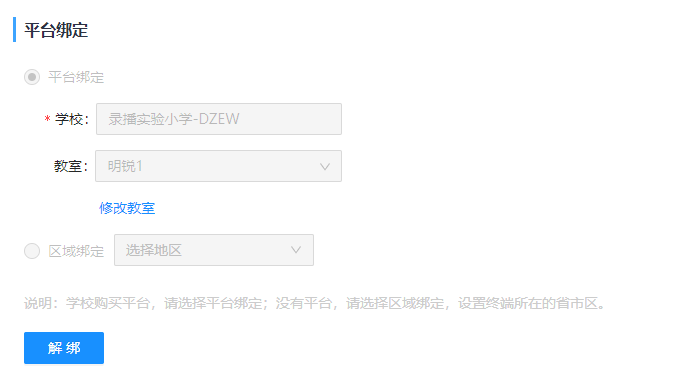 平台绑定
平台绑定
* 学校： 录播实验小学-DZEW
教室： 明锐1
修改教室
区域绑定 选择地区
说明：学校购买平台，请选择平台绑定；没有平台，请选择区域绑定，设置终端所在的省市区。
解 绑